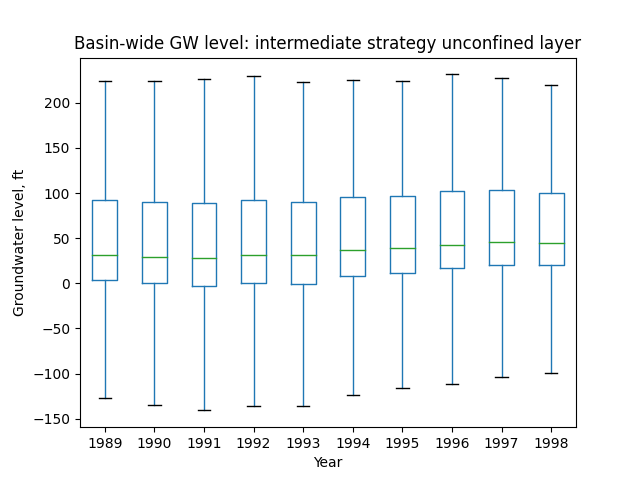 Basin-wide GW level: intermediate strategy unconfined layer
Groundwater level, ft
200
150
100
50
0
−50
−100
−150
1989 1990 1991 1992 1993 1994 1995 1996 1997 1998
Year